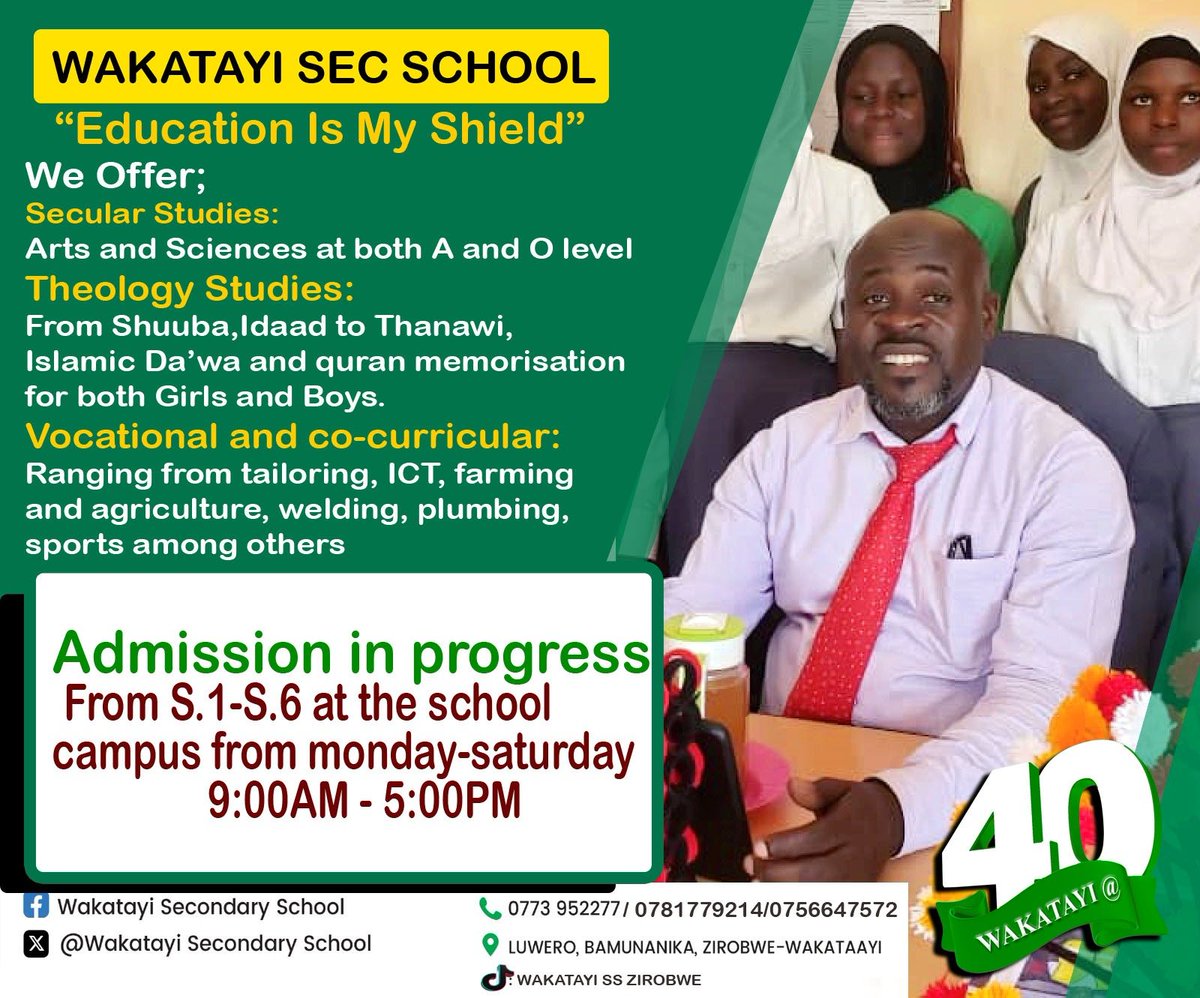 WAKATAYI SEC SCHOOL
“Education Is My Shield”
We Offer;
Secular Studies:
Arts and Sciences at both A and O level
Theology Studies:
From Shuuba,Idaad to Thanawi,
Islamic Da’wa and quran memorisation
for both Girls and Boys.
Vocational and co-curricular:
Ranging from tailoring, ICT, farming
and agriculture, welding, plumbing,
sports among others
Admission in progress
From S.1-S.6 at the school
campus from monday-saturday
9:00AM - 5:00PM
Wakatayi Secondary School
@Wakatayi Secondary School
0773 952277/ 0781779214/0756647572
LUWERO, BAMUNANIKA, ZIROBWE-WAKATAAYI
: WAKATAYI SS ZIROBWE
40
WAKATAYI @